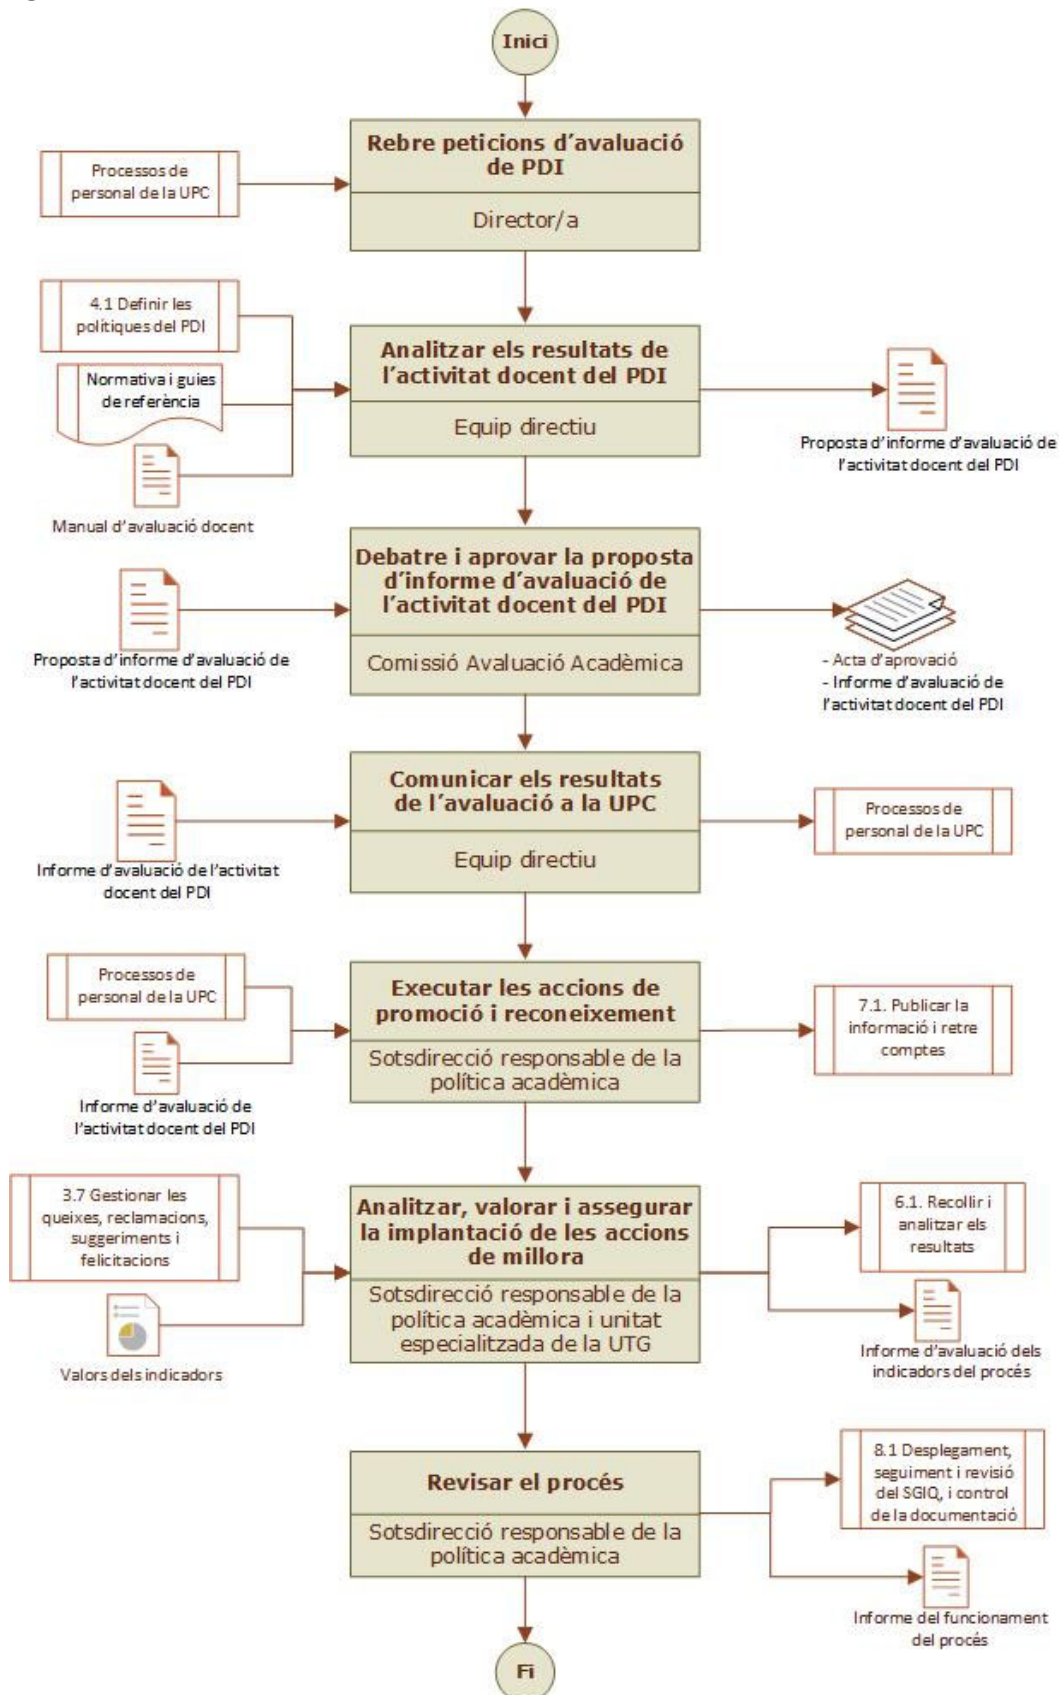 Inici
Rebre peticions d´avaluació
de PDI
Director/a
Processos de
personal de la UPC
4.1 Definir les
polítiques del PDI
Normativa i guies
de referència
Manual d'avaluació docent
Analitzar els resultats de
l´activitat docent del PDI
Equip directiu
Proposta d'informe d'avaluació de
l'activitat docent del PDI
Debatre i aprovar la proposta
d´informe d´avaluació de
l´activitat docent del PDI
Comissió Avaluació Acadèmica
Proposta d'informe d'avaluació de
l'activitat docent del PDI
- Acta d'aprovació
- Informe d'avaluació de
l'activitat docent del PDI
Comunicar els resultats
de l´avaluació a la UPC
Equip directiu
Informe d'avaluació de l'activitat
docent del PDI
Processos de
personal de la UPC
Executar les accions de
promoció i reconeixement
Sotsdirecció responsable de la
política acadèmica
Processos de
personal de la UPC
Informe d'avaluació de
l'activitat docent del PDI
7.1. Publicar la
informació i retre
comptes
Analitzar, valorar i assegurar
la implantació de les accions
de millora
Sotsdirecció responsable de la
política acadèmica i unitat
especialitzada de la UTG
3.7 Gestionar les
queixes, reclamacions,
suggeriments i
felicitacions
Valors dels indicadors
6.1. Recollir i
analitzar els
resultats
Informe d'avaluació dels
indicadors del procés
Revisar el procés
Sotsdirecció responsable de la
política acadèmica
8.1 Desplegament,
seguiment i revisió
del SGIQ, i control
de la documentació
Informe del funcionament
del procés
Fi